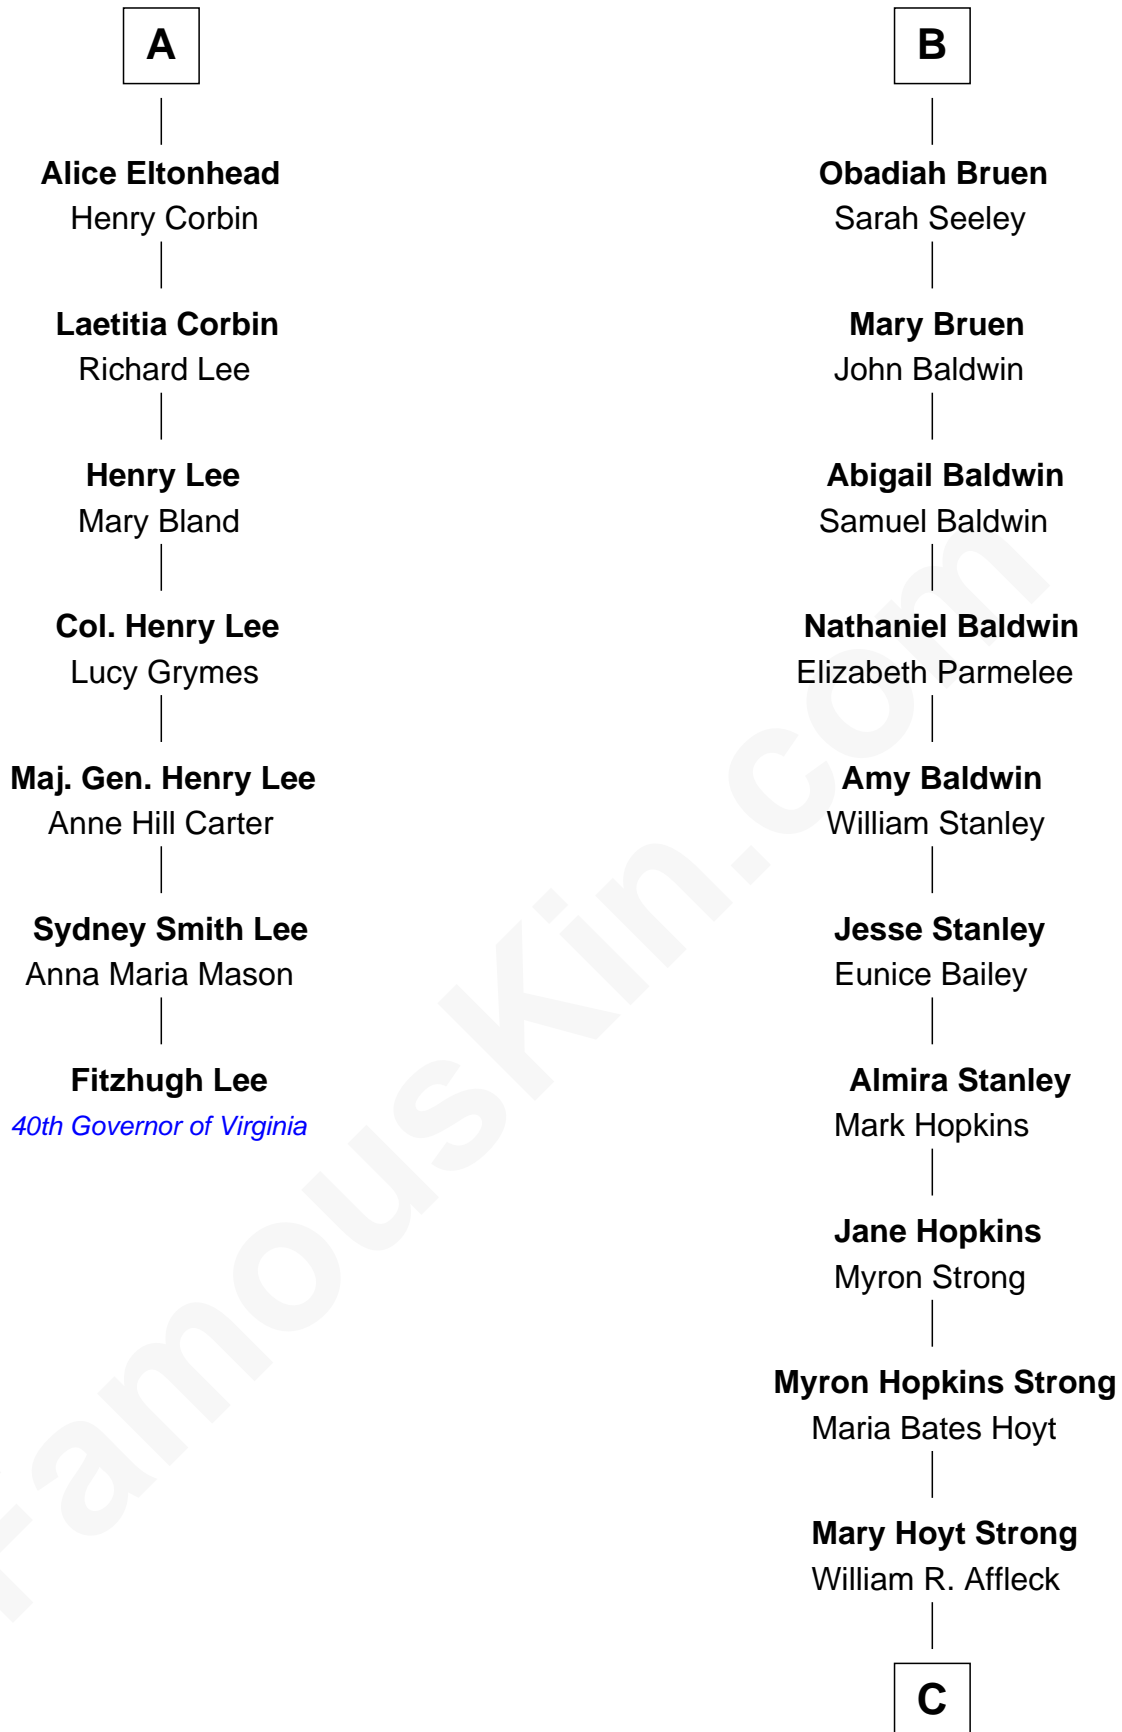 A
Alice Eltonhead
Henry Corbin
Laetitia Corbin
Richard Lee
Henry Lee
Mary Bland
Col. Henry Lee
Lucy Grymes
Maj. Gen. Henry Lee
Anne Hill Carter
Sydney Smith Lee
Anna Maria Mason
Fitzhugh Lee
40th Governor of Virginia
B
Obadiah Bruen
Sarah Seeley
Mary Bruen
John Baldwin
Abigail Baldwin
Samuel Baldwin
Nathaniel Baldwin
Elizabeth Parmelee
Amy Baldwin
William Stanley
Jesse Stanley
Eunice Bailey
Almira Stanley
Mark Hopkins
Jane Hopkins
Myron Strong
Myron Hopkins Strong
Maria Bates Hoyt
Mary Hoyt Strong
William R. Affleck
C
FamousKin.com